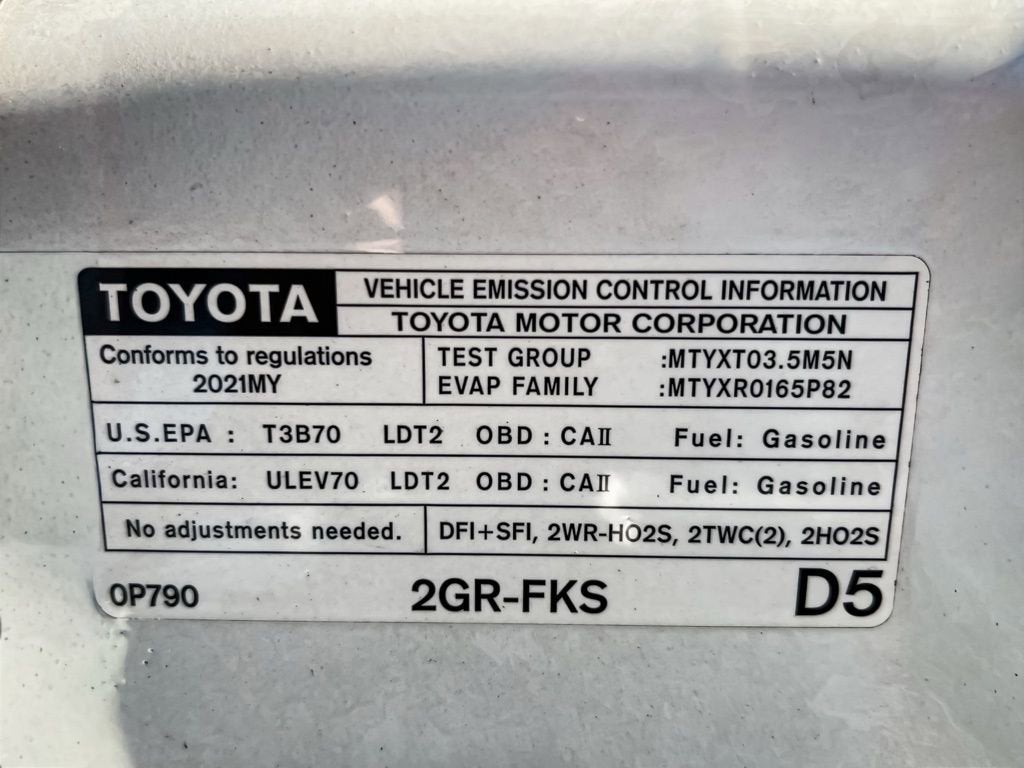 TOYOTA
VEHICLE EMISSION CONTROL INFORMATION
TOYOTA MOTOR CORPORATION
Conforms to regulations
2021MY
TEST GROUP :MTYXT03.5M5N
EVAP FAMILY :MTYXR0165P82
U.S.EPA : T3B70 LDT2 OBD : CAⅡ Fuel: Gasoline
California: ULEV70 LDT2 OBD : CAⅡ Fuel: Gasoline
No adjustments needed.
DFI+SFI, 2WR-HO2S, 2TWC(2), 2HO2S
0P790 2GR-FKS D5